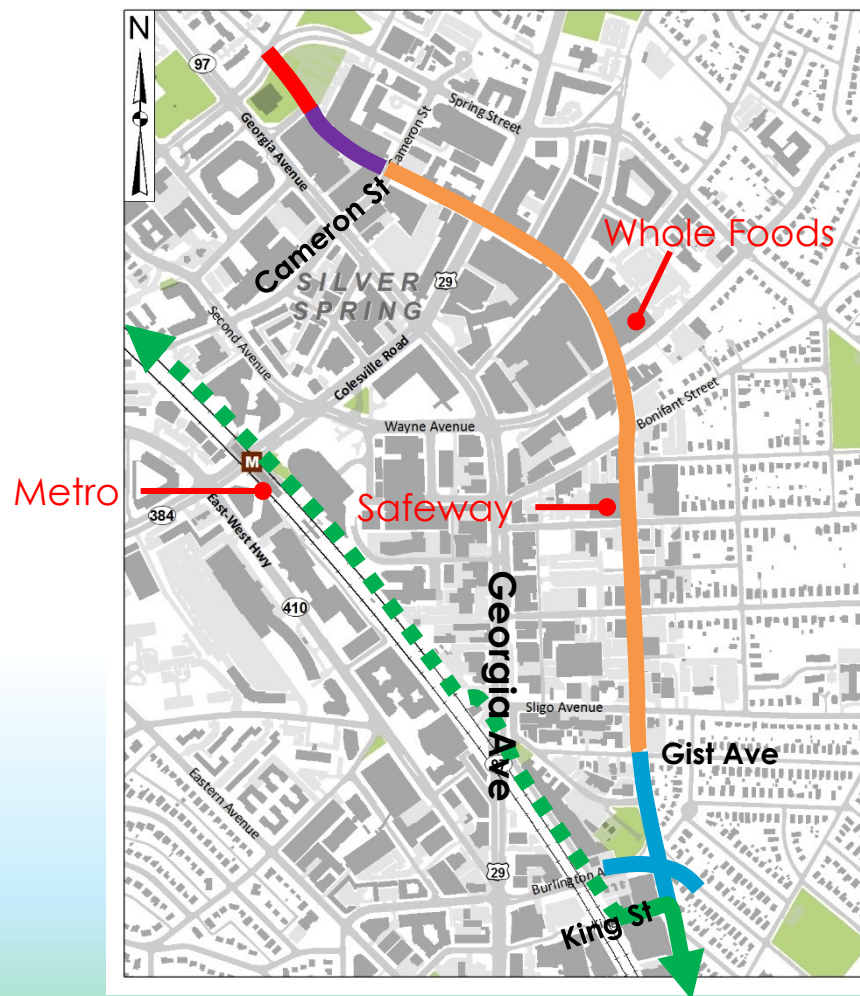 N
97
Georgia Avenue
Cameron St
Spring Street
Cameron St
Whole Foods
SILVER
SPRING
29
Second Avenue
Colesville Road
Bonifant Street
Wayne Avenue
M
Metro
Safeway
384
East-West Hwy
410
Georgia Ave
Sligo Avenue
Gist Ave
Eastern Avenue
29
Burlington A
King St